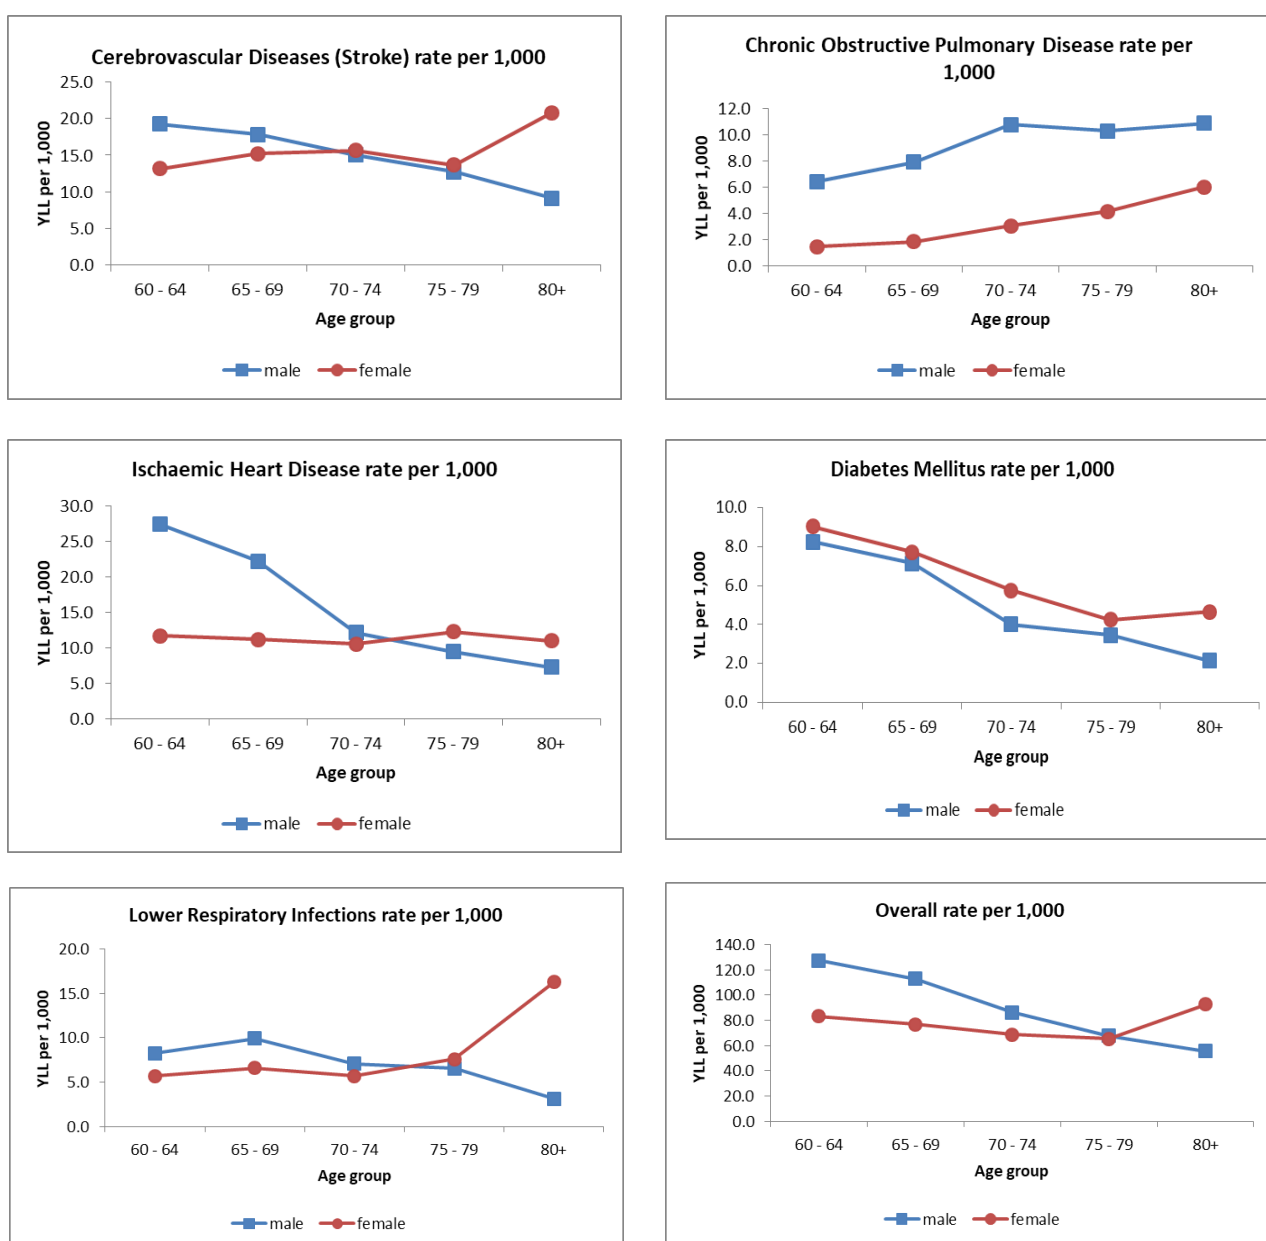 Cerebrovascular Diseases (Stroke) rate per 1,000
25.0
20.0
15.0
10.0
5.0
0.0
YLL per 1,000
60 - 64 65 - 69 70 - 74 75 - 79 80+
Age group
male female
Chronic Obstructive Pulmonary Disease rate per
1,000
12.0
10.0
8.0
6.0
4.0
2.0
0.0
YLL per 1,000
60 - 64 65 - 69 70 - 74 75 - 79 80+
Age group
male female
Ischaemic Heart Disease rate per 1,000
30.0
25.0
20.0
15.0
10.0
5.0
0.0
YLL per 1,000
60 - 64 65 - 69 70 - 74 75 - 79 80+
Age group
male female
Diabetes Mellitus rate per 1,000
10.0
8.0
6.0
4.0
2.0
0.0
YLL per 1,000
60 - 64 65 - 69 70 - 74 75 - 79 80+
Age group
male female
Lower Respiratory Infections rate per 1,000
20.0
15.0
10.0
5.0
0.0
YLL per 1,000
60 - 64 65 - 69 70 - 74 75 - 79 80+
Age group
male female
Overall rate per 1,000
140.0
120.0
100.0
80.0
60.0
40.0
20.0
0.0
YLL per 1,000
60 - 64 65 - 69 70 - 74 75 - 79 80+
Age group
male female